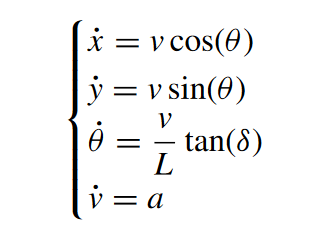 ẋ = v cos(θ)
ẏ = v sin(θ)
θ̇ = v/L tan(δ)
v̇ = a